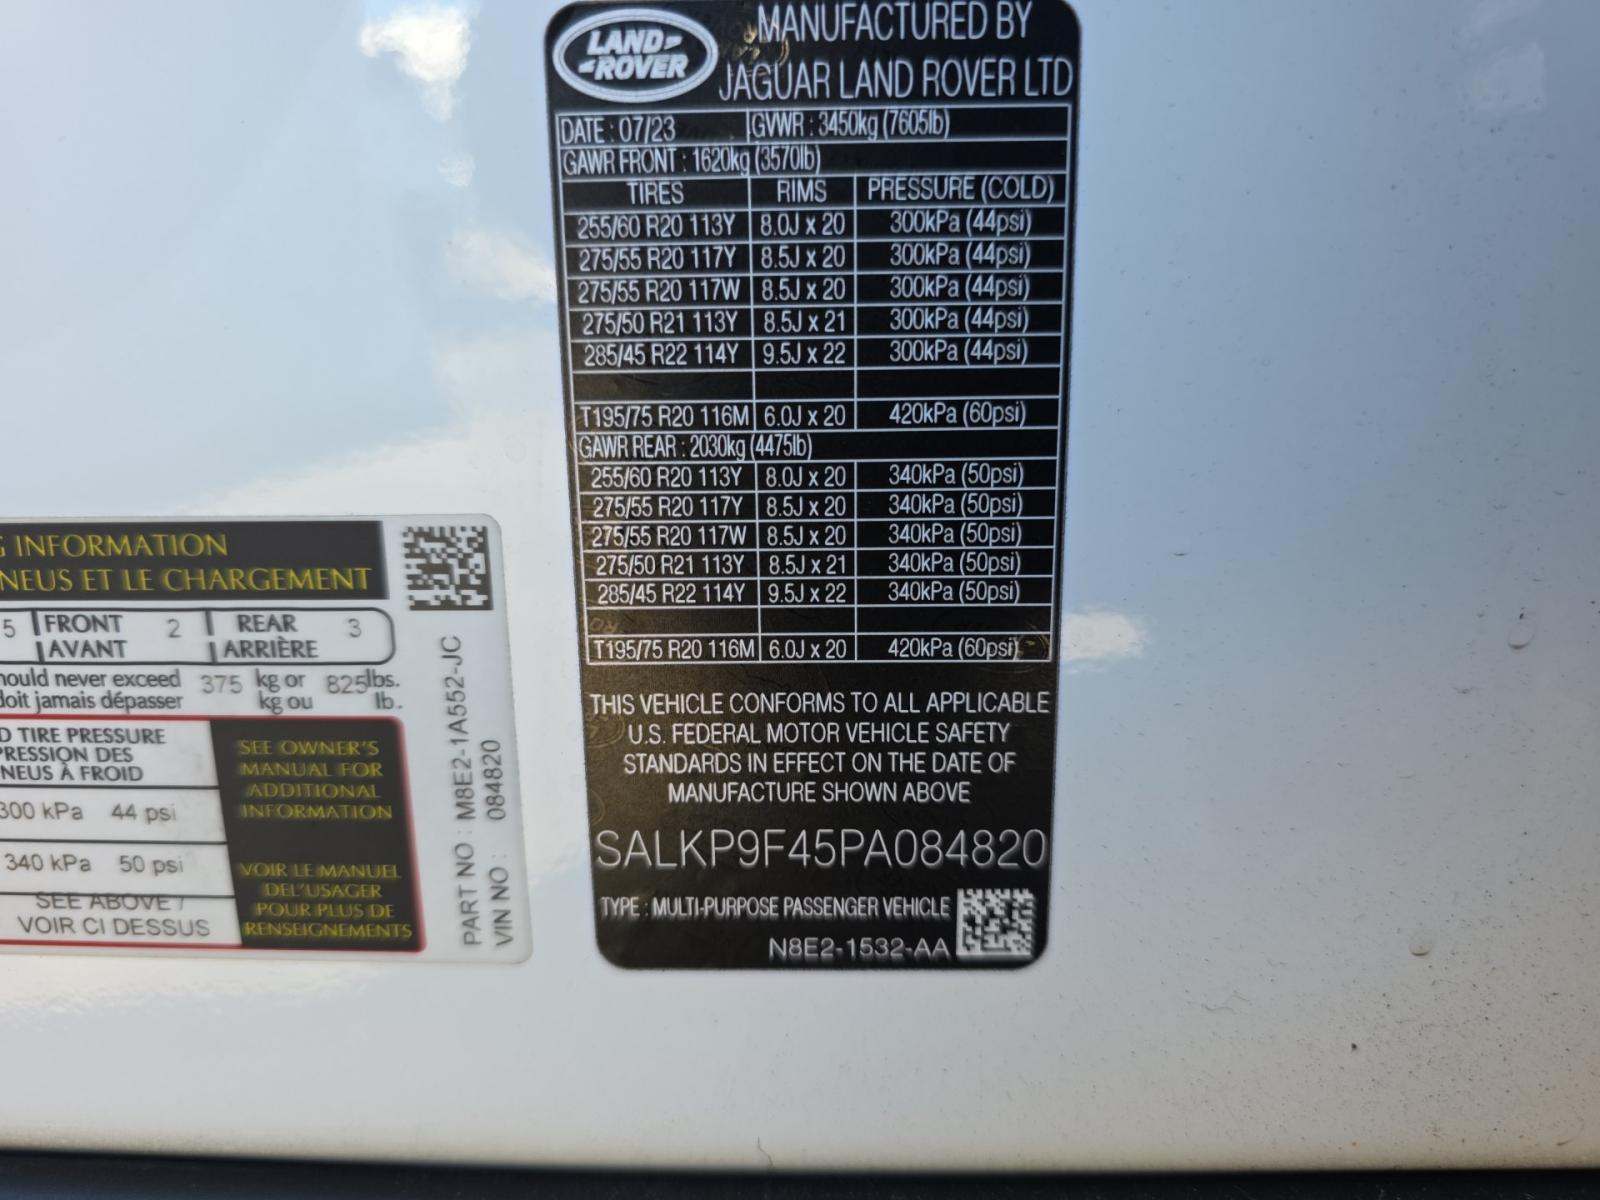 LAND-
-ROVER
MANUFACTURED BY
JAGUAR LAND ROVER LTD
DATE : 07/23 GVWR : 3450kg (7605lb)
GAWR FRONT : 1620kg (3570lb)
TIRES RIMS PRESSURE (COLD)
255/60 R20 113Y 8.0J x 20 300kPa (44psi)
275/55 R20 117Y 8.5J x 20 300kPa (44psi)
275/55 R20 117W 8.5J x 20 300kPa (44psi)
275/50 R21 113Y 8.5J x 21 300kPa (44psi)
285/45 R22 114Y 9.5J x 22 300kPa (44psi)
T195/75 R20 116M 6.0J x 20 420kPa (60psi)
GAWR REAR : 2030kg (4475lb)
255/60 R20 113Y 8.0J x 20 340kPa (50psi)
275/55 R20 117Y 8.5J x 20 340kPa (50psi)
275/55 R20 117W 8.5J x 20 340kPa (50psi)
275/50 R21 113Y 8.5J x 21 340kPa (50psi)
285/45 R22 114Y 9.5J x 22 340kPa (50psi)
T195/75 R20 116M 6.0J x 20 420kPa (60psi)
THIS VEHICLE CONFORMS TO ALL APPLICABLE
U.S. FEDERAL MOTOR VEHICLE SAFETY
STANDARDS IN EFFECT ON THE DATE OF
MANUFACTURE SHOWN ABOVE
SALKP9F45PA084820
TYPE : MULTI-PURPOSE PASSENGER VEHICLE
N8E2-1532-AA
G INFORMATION
NEUS ET LE CHARGEMENT
5 FRONT 2 REAR 3
AVANT ARRIÈRE
hould never exceed 375 kg or 825 lbs.
doit jamais dépasser kg ou lb.
D TIRE PRESSURE
PRESSION DES
NEUS À FROID
300 kPa 44 psi
340 kPa 50 psi
SEE ABOVE /
VOIR CI DESSUS
SEE OWNER'S
MANUAL FOR
ADDITIONAL
INFORMATION
VOIR LE MANUEL
DEL'USAGER
POUR PLUS DE
RENSEIGNEMENTS
PART NO : M8E2-1A552-JC
VIN NO : 084820